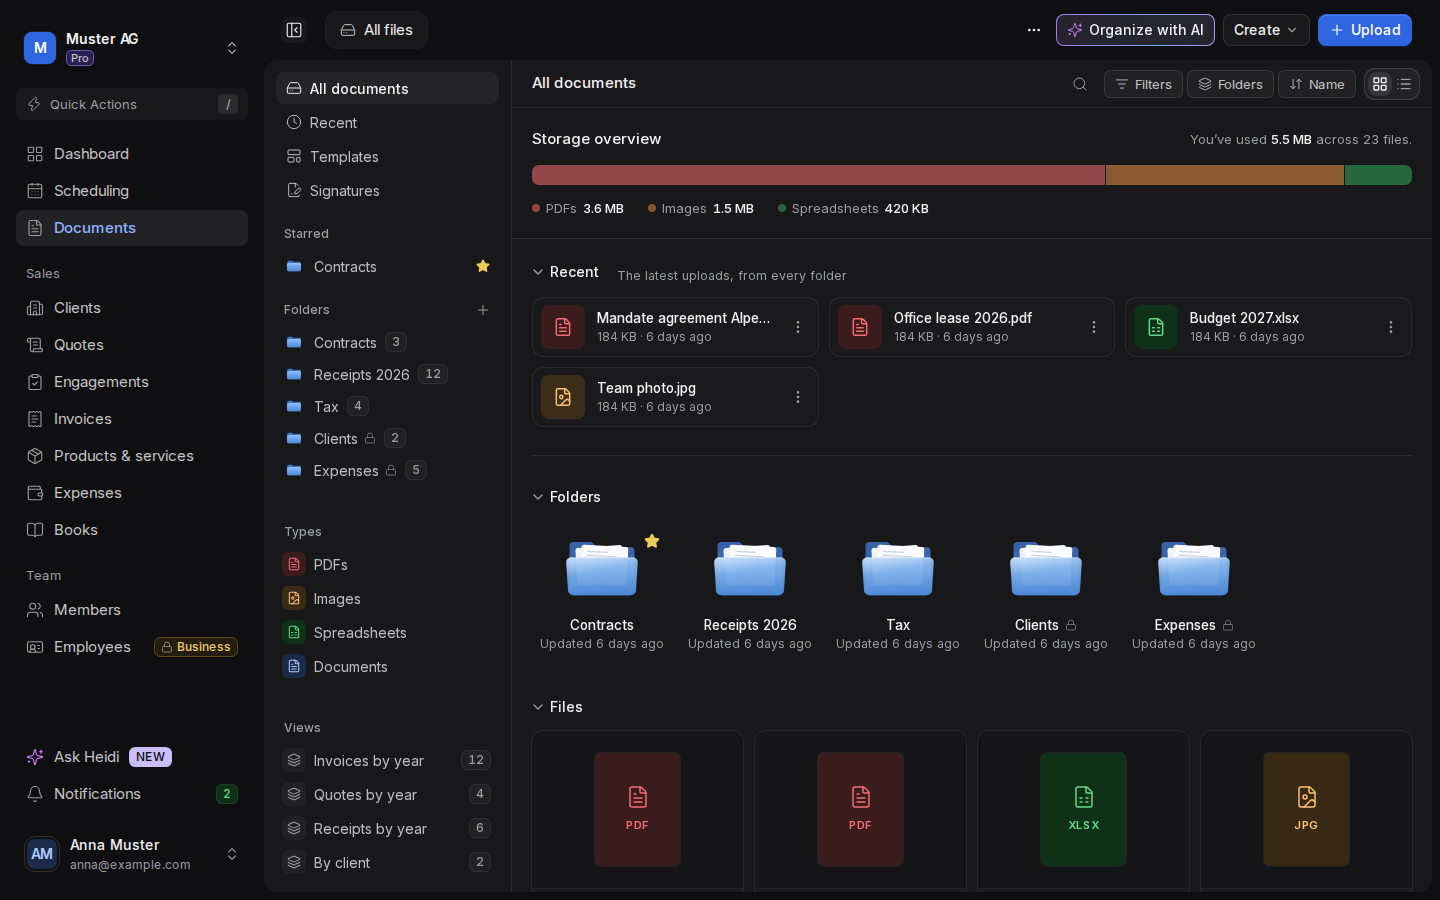 M
Muster AG
Pro
Quick Actions
/
Dashboard
Scheduling
Documents
Sales
Clients
Quotes
Engagements
Invoices
Products & services
Expenses
Books
Team
Members
Employees
Business
Ask Heidi
NEW
Notifications
2
AM
Anna Muster
anna@example.com
All files
Organize with AI
Create
Upload
All documents
Recent
Templates
Signatures
Starred
Contracts
Folders
Contracts 3
Receipts 2026 12
Tax 4
Clients 2
Expenses 5
Types
PDFs
Images
Spreadsheets
Documents
Views
Invoices by year 12
Quotes by year 4
Receipts by year 6
By client 2
All documents
Filters
Folders
Name
Storage overview
You've used 5.5 MB across 23 files.
PDFs 3.6 MB
Images 1.5 MB
Spreadsheets 420 KB
Recent
The latest uploads, from every folder
Mandate agreement Alpe...
184 KB · 6 days ago
Office lease 2026.pdf
184 KB · 6 days ago
Budget 2027.xlsx
184 KB · 6 days ago
Team photo.jpg
184 KB · 6 days ago
Folders
Contracts
Updated 6 days ago
Receipts 2026
Updated 6 days ago
Tax
Updated 6 days ago
Clients
Updated 6 days ago
Expenses
Updated 6 days ago
Files
PDF
PDF
XLSX
JPG